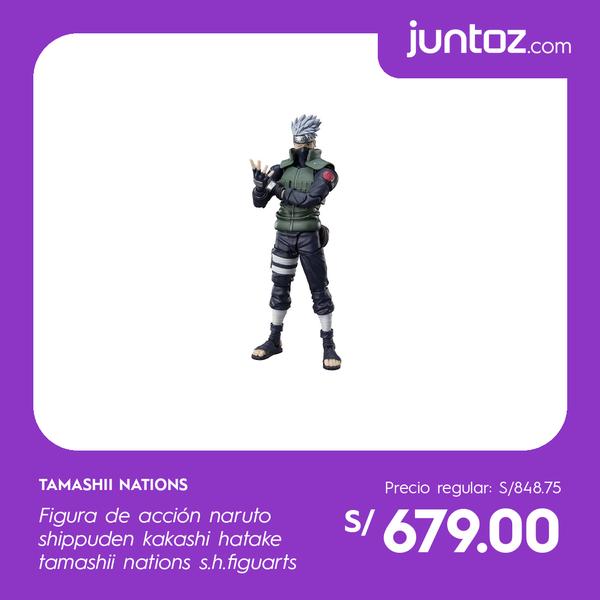 juntoz.com
TAMASHII NATIONS
Figura de acción naruto
shippuden kakashi hatake
tamashii nations s.h.figuarts
Precio regular: S/848.75
S/ 679.00